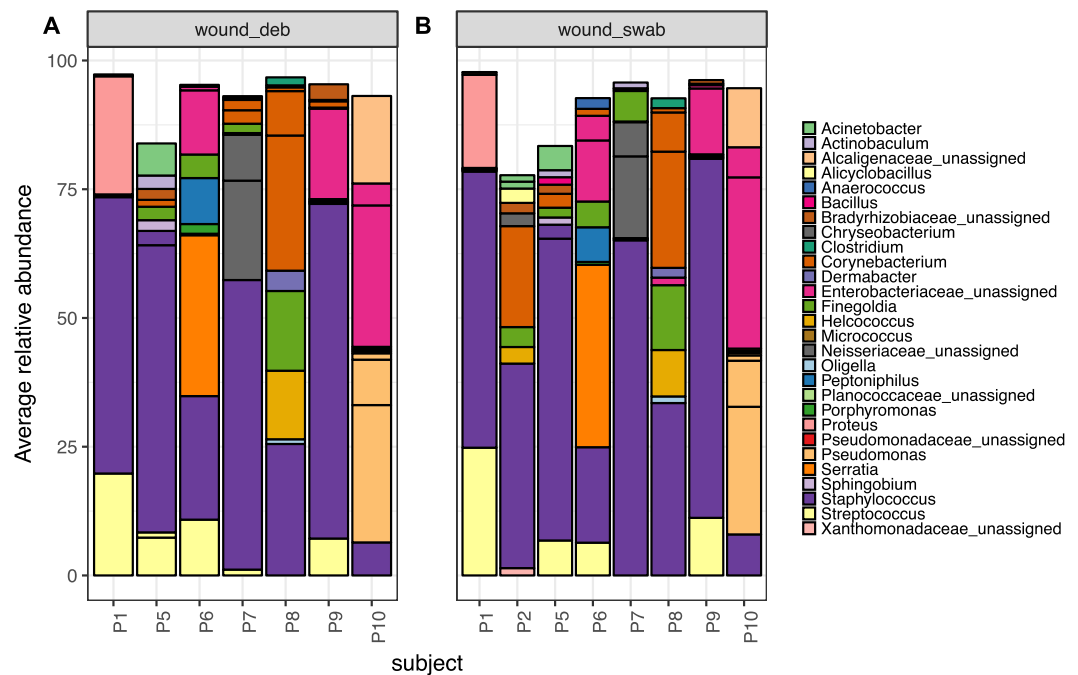 A
wound_deb
B
wound_swab
Average relative abundance
100
75
50
25
0
P1
P5
P6
P7
P8
P9
P10
P1
P2
P5
P6
P7
P8
P9
P10
subject
Acinetobacter
Actinobaculum
Alcaligenaceae_unassigned
Alicyclobacillus
Anaerococcus
Bacillus
Bradyrhizobiaceae_unassigned
Chryseobacterium
Clostridium
Corynebacterium
Dermabacter
Enterobacteriaceae_unassigned
Finegoldia
Helcococcus
Micrococcus
Neisseriaceae_unassigned
Oligella
Peptoniphilus
Planococcaceae_unassigned
Porphyromonas
Proteus
Pseudomonadaceae_unassigned
Pseudomonas
Serratia
Sphingobium
Staphylococcus
Streptococcus
Xanthomonadaceae_unassigned